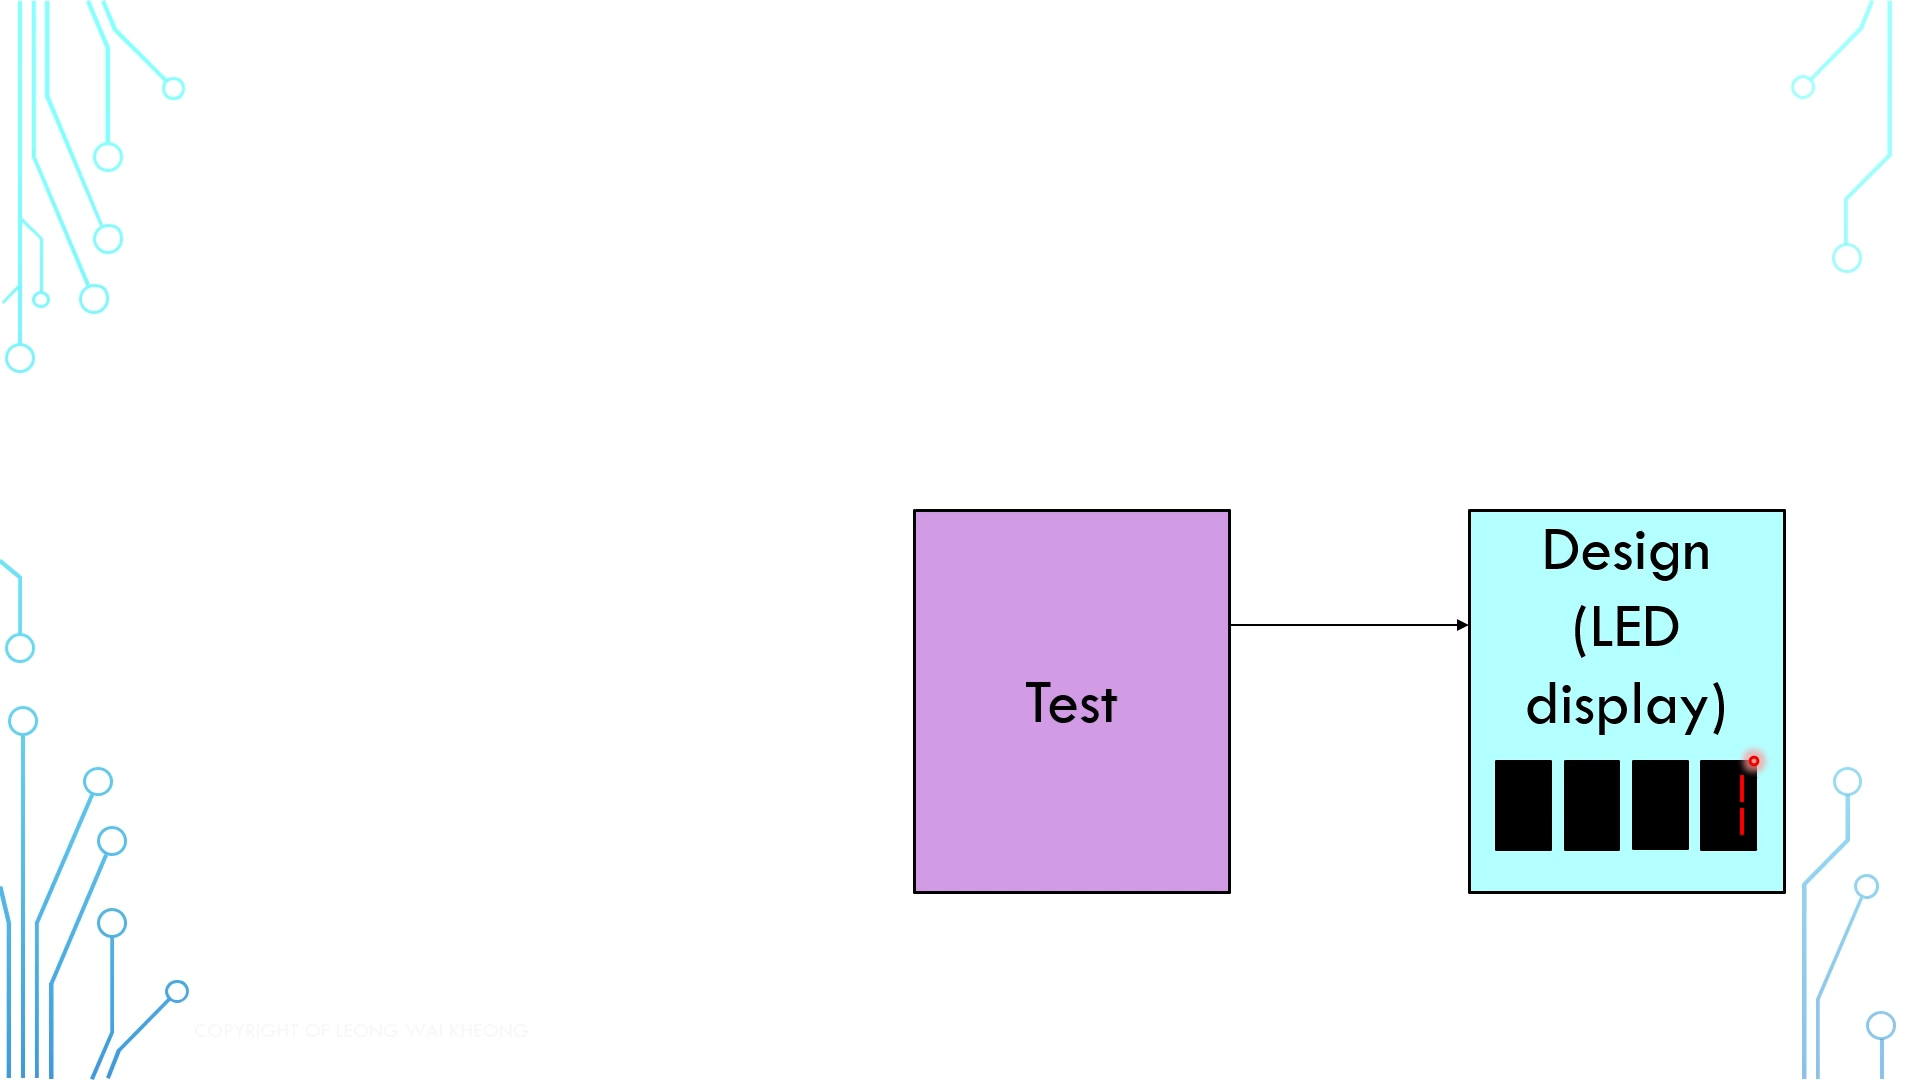 Design
(LED
Test
display)
COPYRIGHT OF LEONG WAI KHEONG